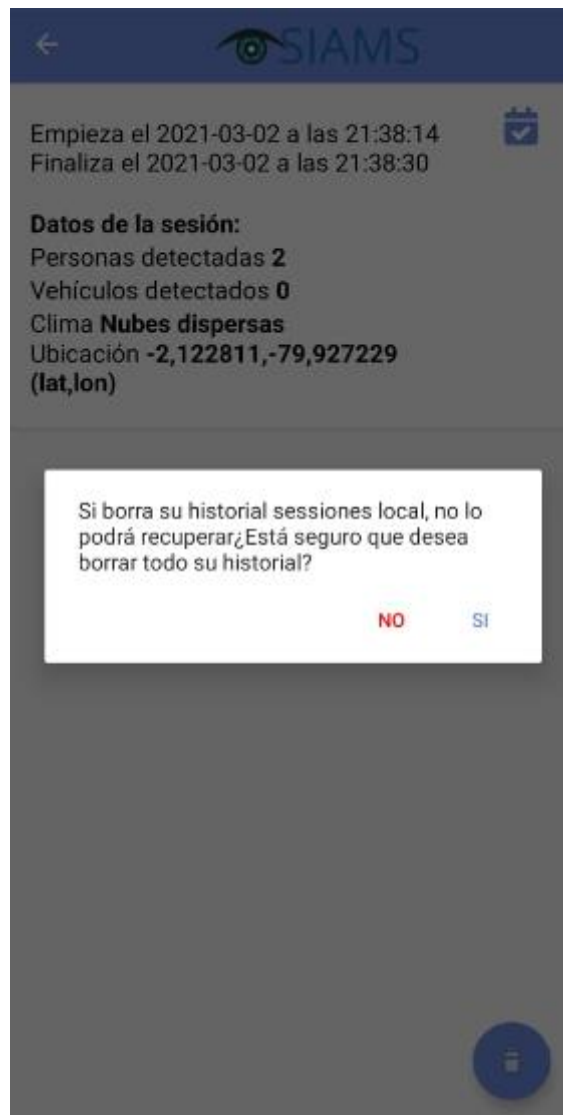 SIAMS
Empieza el 2021-03-02 a las 21:38:14
Finaliza el 2021-03-02 a las 21:38:30
Datos de la sesión:
Personas detectadas 2
Vehículos detectados 0
Clima Nubes dispersas
Ubicación -2,122811,-79,927229
(lat,lon)
Si borra su historial sessiones local, no lo
podrá recuperar¿Está seguro que desea
borrar todo su historial?
NO SI